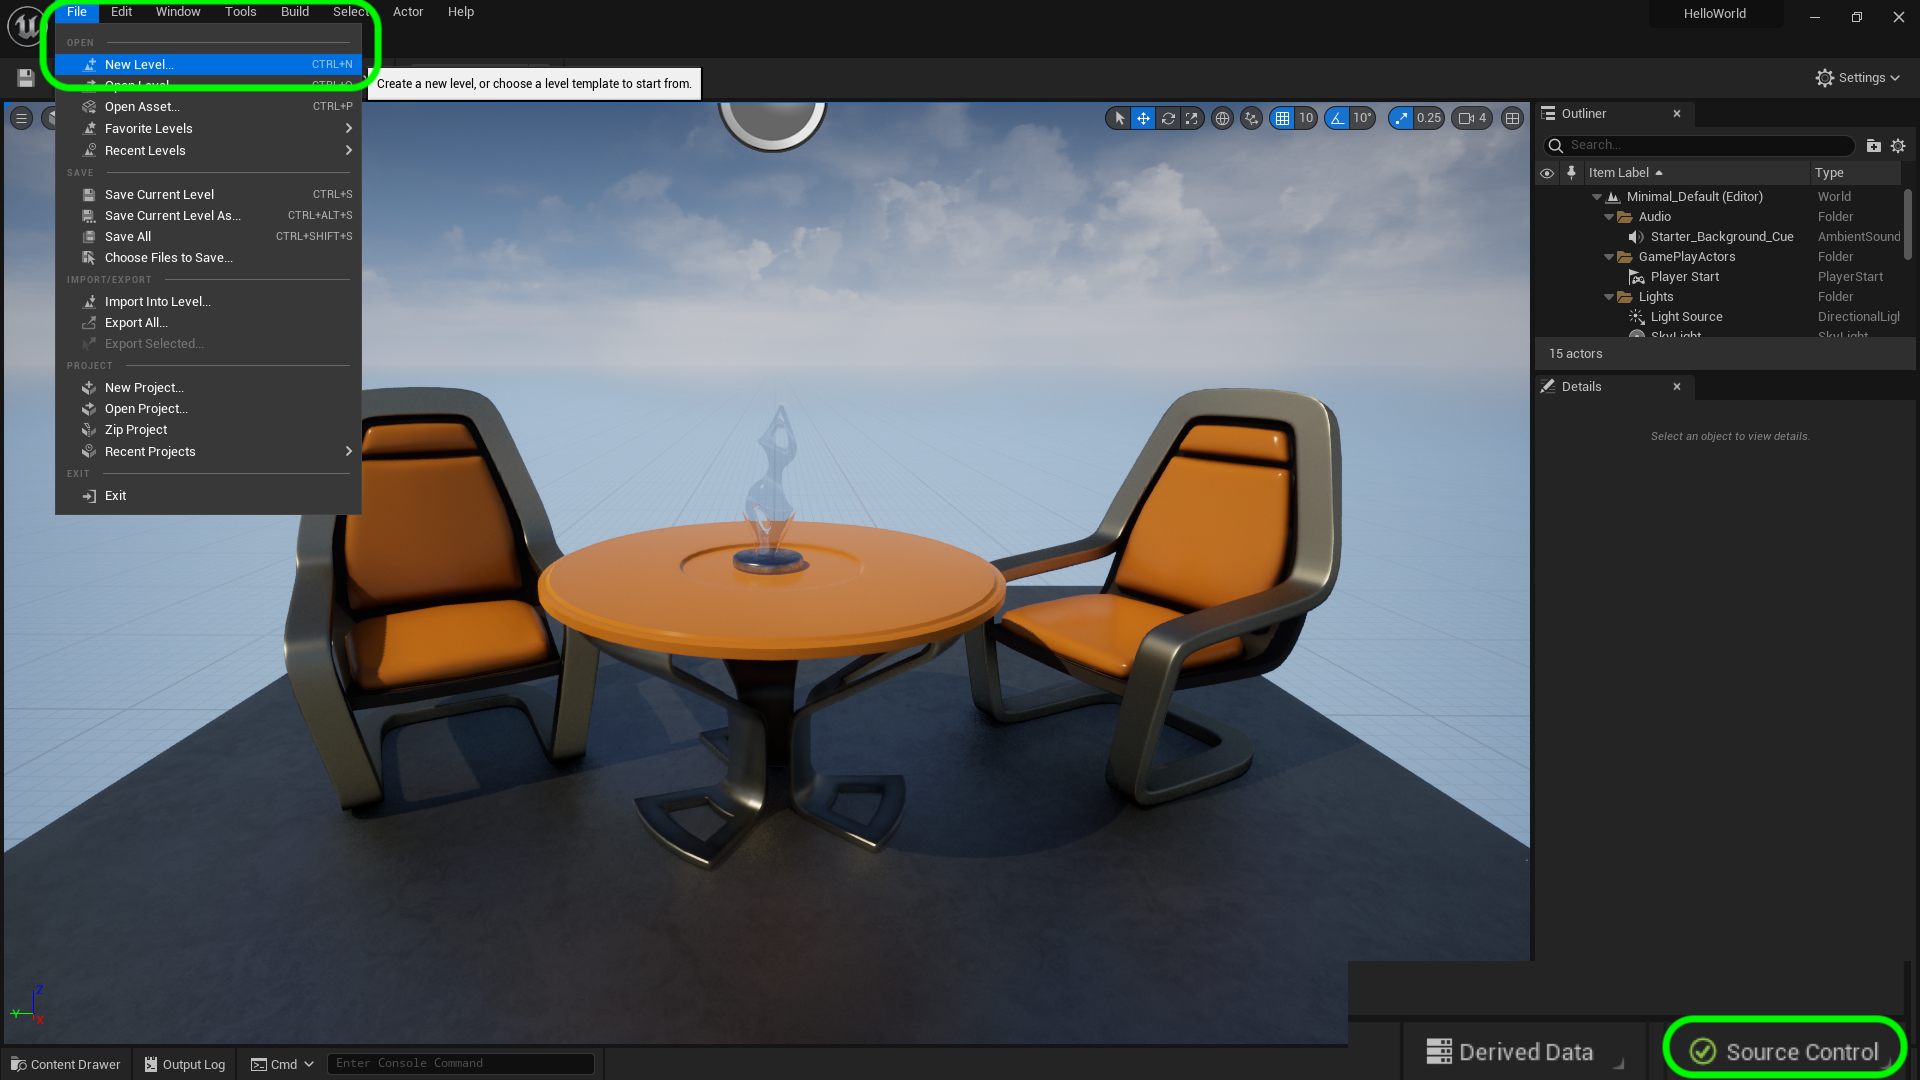 File Edit Window Tools Build Select Actor Help
HelloWorld
OPEN
New Level... CTRL+N
Create a new level, or choose a level template to start from.
Open Level... CTRL+O
Open Asset... CTRL+P
Favorite Levels
Recent Levels
SAVE
Save Current Level CTRL+S
Save Current Level As... CTRL+ALT+S
Save All CTRL+SHIFT+S
Choose Files to Save...
IMPORT/EXPORT
Import Into Level...
Export All...
Export Selected...
PROJECT
New Project...
Open Project...
Zip Project
Recent Projects
EXIT
Exit
10 10° 0.25 4
Settings
Outliner
Search...
Item Label Type
Minimal_Default (Editor) World
Audio Folder
Starter_Background_Cue AmbientSound
GamePlayActors Folder
Player Start PlayerStart
Lights Folder
Light Source DirectionalLigl
SkyLight SkyLight
15 actors
Details
Select an object to view details.
Z
Y
X
Content Drawer Output Log Cmd Enter Console Command
Derived Data Source Control